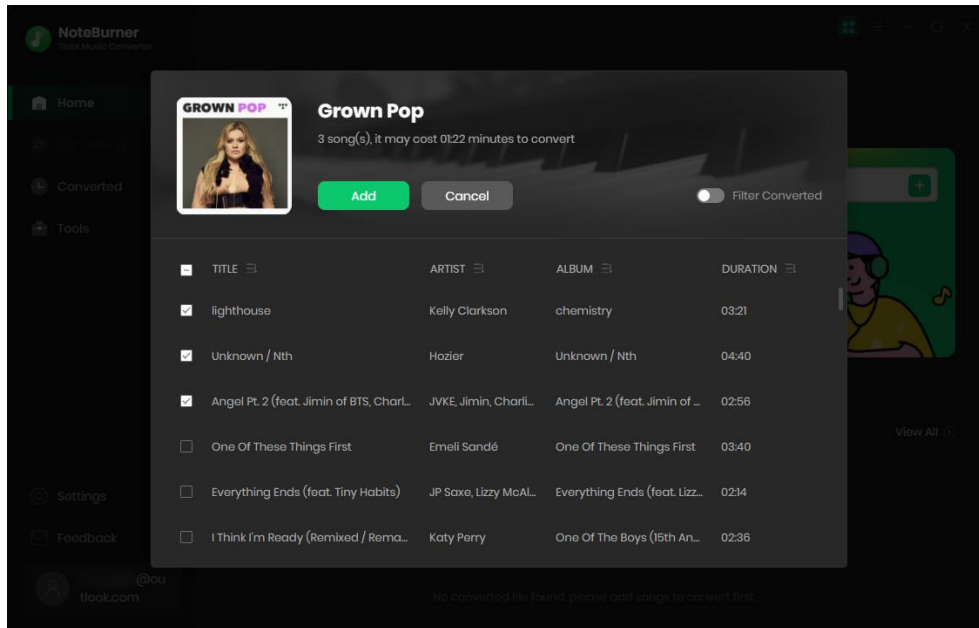 NoteBurner
Tidal Music Converter
Home
Converted
Tools
Settings
Feedback
@ou
tlook.com
GROWN POP
Grown Pop
3 song(s), it may cost 01:22 minutes to convert
Add
Cancel
Filter Converted
TITLE ARTIST ALBUM DURATION
lighthouse Kelly Clarkson chemistry 03:21
Unknown / Nth Hozier Unknown / Nth 04:40
Angel Pt. 2 (feat. Jimin of BTS, Charl... JVKE, Jimin, Charli... Angel Pt. 2 (feat. Jimin of ... 02:56
One Of These Things First Emeli Sandé One Of These Things First 03:40
Everything Ends (feat. Tiny Habits) JP Saxe, Lizzy McAl... Everything Ends (feat. Lizz... 02:14
I Think I'm Ready (Remixed / Rema... Katy Perry One Of The Boys (15th An... 02:36
View All
No converted file found, please add songs to convert first.